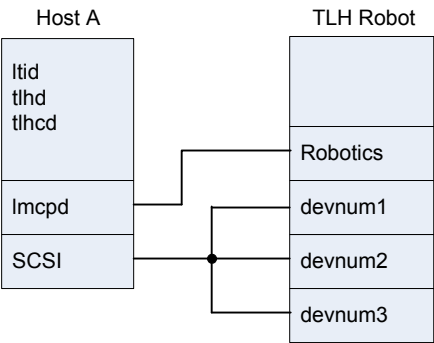 Host A
TLH Robot
ltid
tlhd
tlhcd
lmcpd
SCSI
Robotics
devnum1
devnum2
devnum3